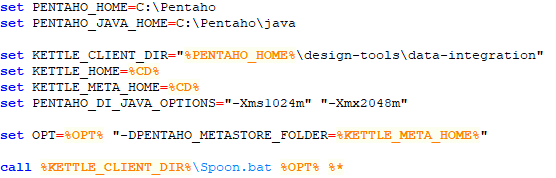 set PENTAHO_HOME=C:\Pentaho
set PENTAHO_JAVA_HOME=C:\Pentaho\java
set KETTLE_CLIENT_DIR="%PENTAHO_HOME%\design-tools\data-integration"
set KETTLE_HOME=%CD%
set KETTLE_META_HOME=%CD%
set PENTAHO_DI_JAVA_OPTIONS="-Xms1024m" "-Xmx2048m"
set OPT=%OPT% "-DPENTAHO_METASTORE_FOLDER=%KETTLE_META_HOME%"
call %KETTLE_CLIENT_DIR%\Spoon.bat %OPT% %*